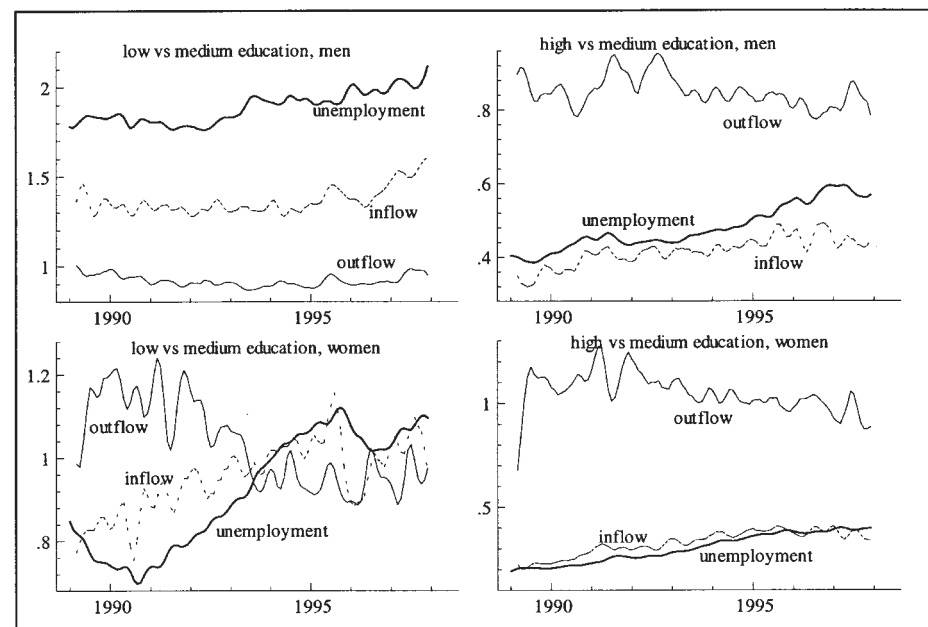 low vs medium education, men
2
unemployment
1.5
inflow
outflow
1
1990 1995
high vs medium education, men
.8
outflow
.6
unemployment
.4
inflow
1990 1995
low vs medium education, women
1.2
outflow
1
inflow
unemployment
.8
1990 1995
high vs medium education, women
1
outflow
.5
inflow
unemployment
1990 1995